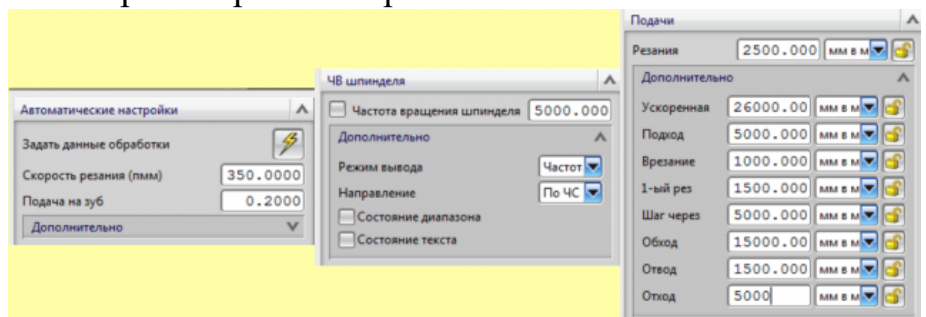 Автоматические настройки
Задать данные обработки
Скорость резания (пмм) 350.0000
Подача на зуб 0.2000
Дополнительно
ЧВ шпинделя
Частота вращения шпинделя 5000.000
Дополнительно
Режим вывода Частот
Направление По ЧС
Состояние диапазона
Состояние текста
Подачи
Резания 2500.000 мм в м
Дополнительно
Ускоренная 26000.00 мм в м
Подход 5000.000 мм в м
Врезание 1000.000 мм в м
1-ый рез 1500.000 мм в м
Шаг через 5000.000 мм в м
Обход 15000.00 мм в м
Отвод 1500.000 мм в м
Отход 5000 мм в м